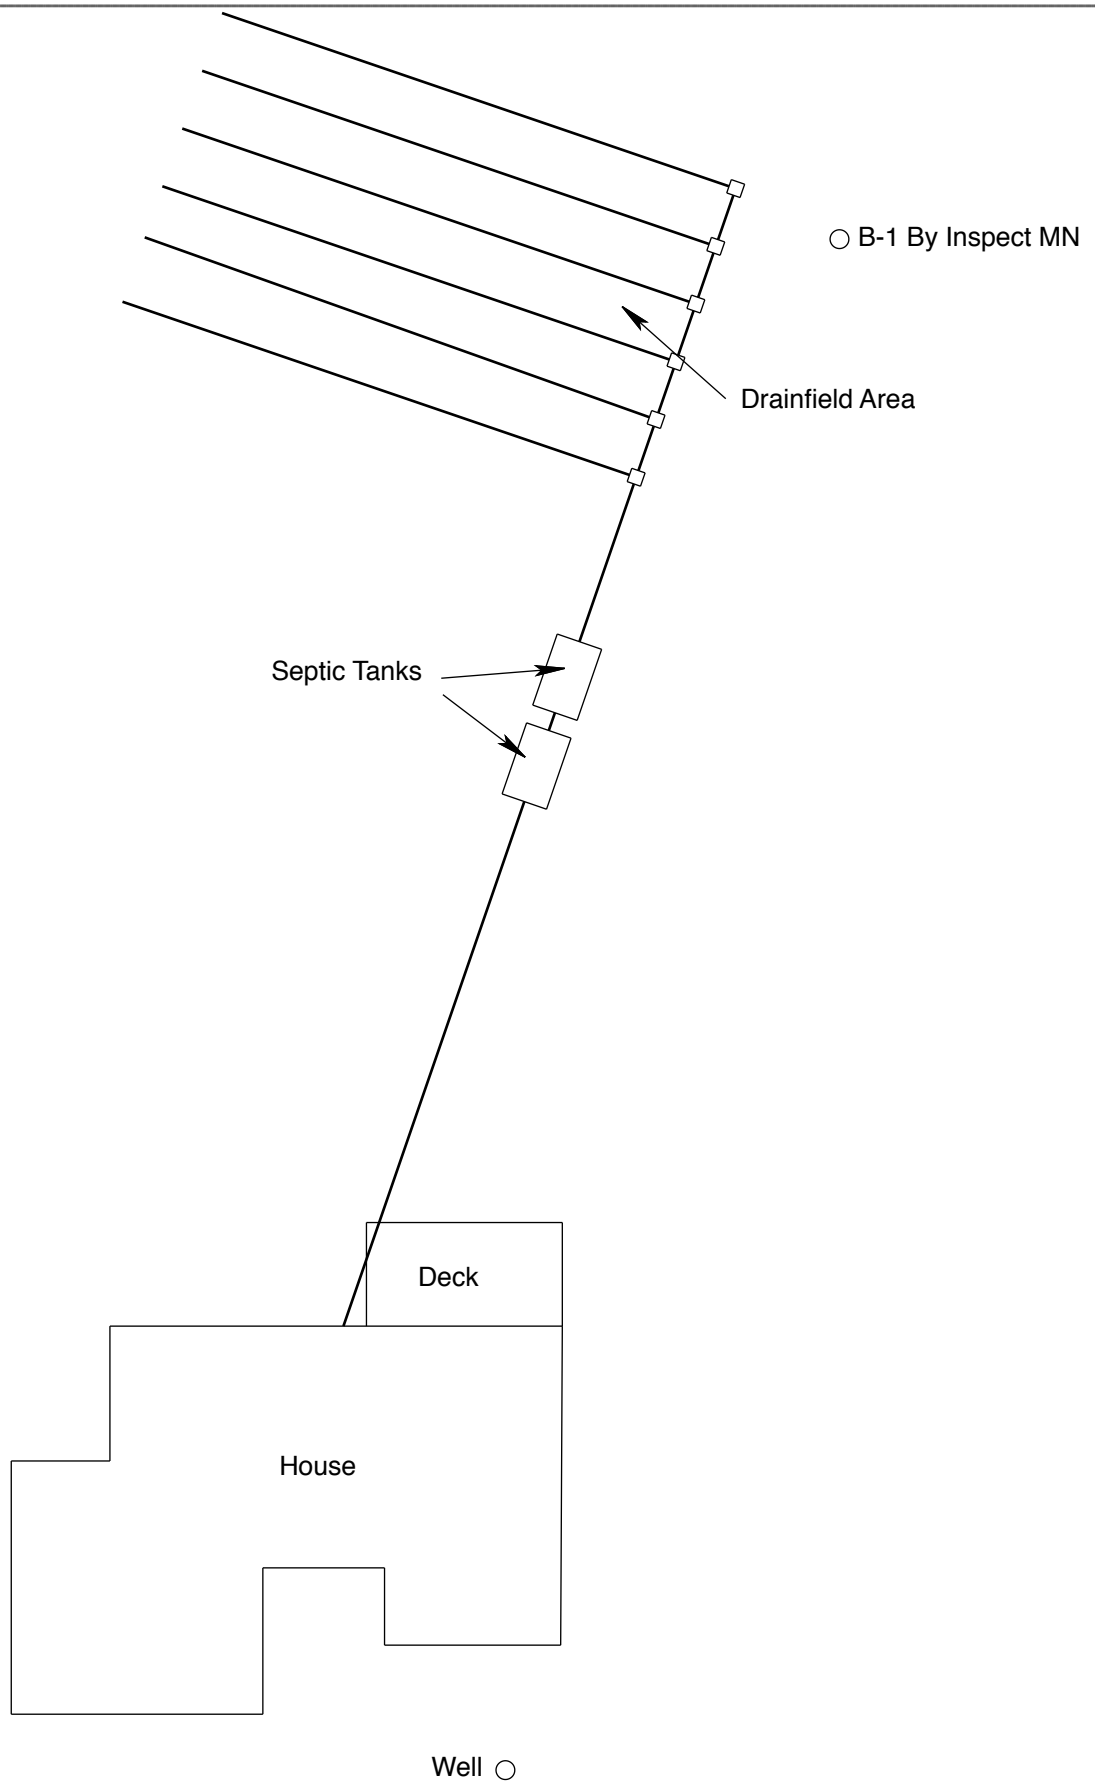 B-1 By Inspect MN
Drainfield Area
Septic Tanks
Deck
House
Well